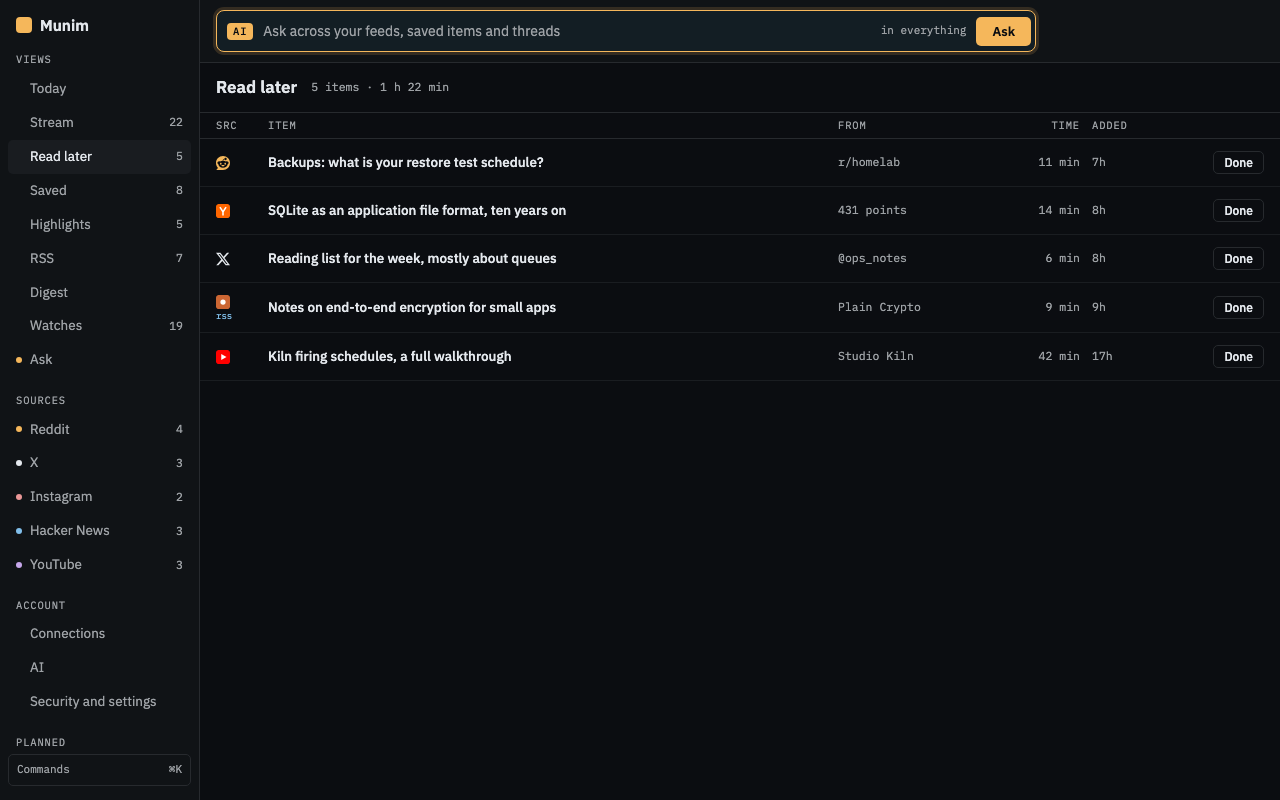 Munim
VIEWS
Today
Stream 22
Read later 5
Saved 8
Highlights 5
RSS 7
Digest
Watches 19
Ask
SOURCES
Reddit 4
X 3
Instagram 2
Hacker News 3
YouTube 3
ACCOUNT
Connections
AI
Security and settings
PLANNED
Commands ⌘K
AI Ask across your feeds, saved items and threads in everything Ask
Read later 5 items · 1 h 22 min
SRC ITEM FROM TIME ADDED
Backups: what is your restore test schedule? r/homelab 11 min 7h Done
SQLite as an application file format, ten years on 431 points 14 min 8h Done
Reading list for the week, mostly about queues @ops_notes 6 min 8h Done
rss Notes on end-to-end encryption for small apps Plain Crypto 9 min 9h Done
Kiln firing schedules, a full walkthrough Studio Kiln 42 min 17h Done